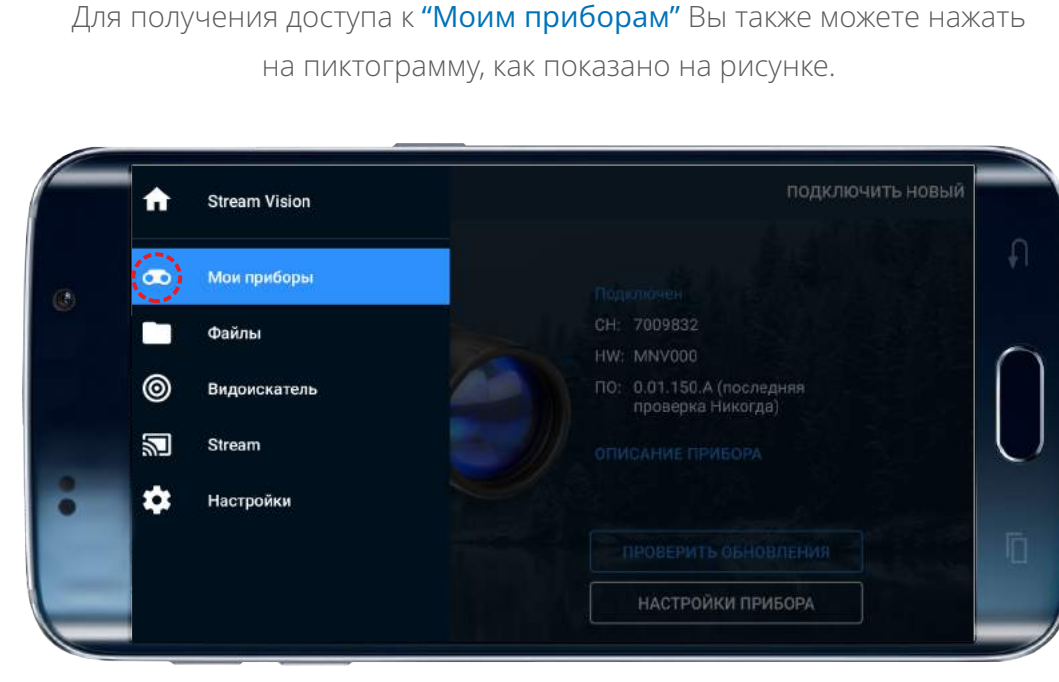 Для получения доступа к “Моим приборам” Вы также можете нажать
на пиктограмму, как показано на рисунке.
Stream Vision
ПОДКЛЮЧИТЬ НОВЫЙ
Мои приборы
Файлы
Видоискатель
Stream
Настройки
Подключен
СН: 7009832
HW: MNV000
ПО: 0.01.150.A (последняя
проверка Никогда)
ОПИСАНИЕ ПРИБОРА
ПРОВЕРИТЬ ОБНОВЛЕНИЯ
НАСТРОЙКИ ПРИБОРА